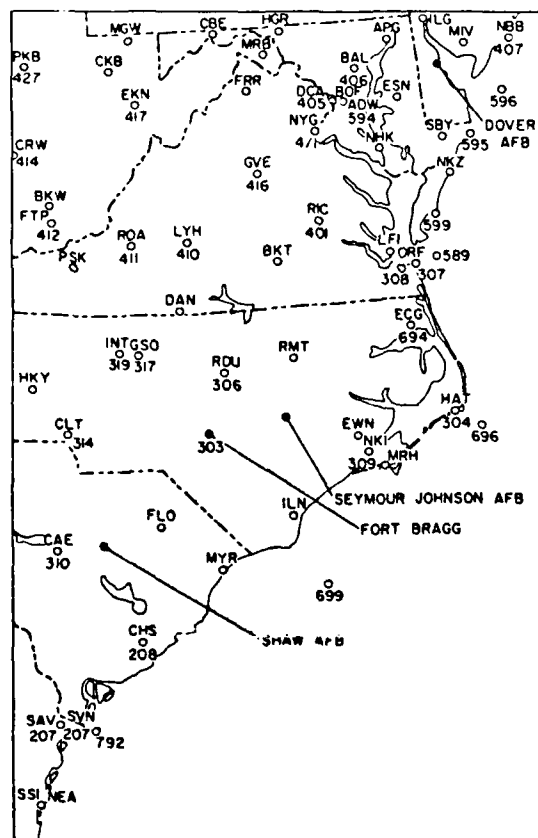 HGR
CBE
ILG
NBB
407
MIV
APG
MGW
MRB
PKB
427
CKB
BAL
406
FRR
EKN
417
DCA
405
BOF
ADW
594
ESN
596
DOVER
AFB
NYG
471
NHK
SBY
595
CRW
414
GVE
416
NKZ
BKW
FTP
412
RIC
401
599
ROA
411
LYH
410
PSK
BKT
LFI
ORF
308
307
589
DAN
ECG
694
INT
319
GSO
317
RDU
306
RMT
HKY
HAT
304
696
CLT
314
303
EWN
NKI
309
MRH
SEYMOUR JOHNSON AFB
FORT BRAGG
ILN
FLO
CAE
310
MYR
699
SHAW AFB
CHS
208
SAV
207
SVN
207
792
SSI
NEA